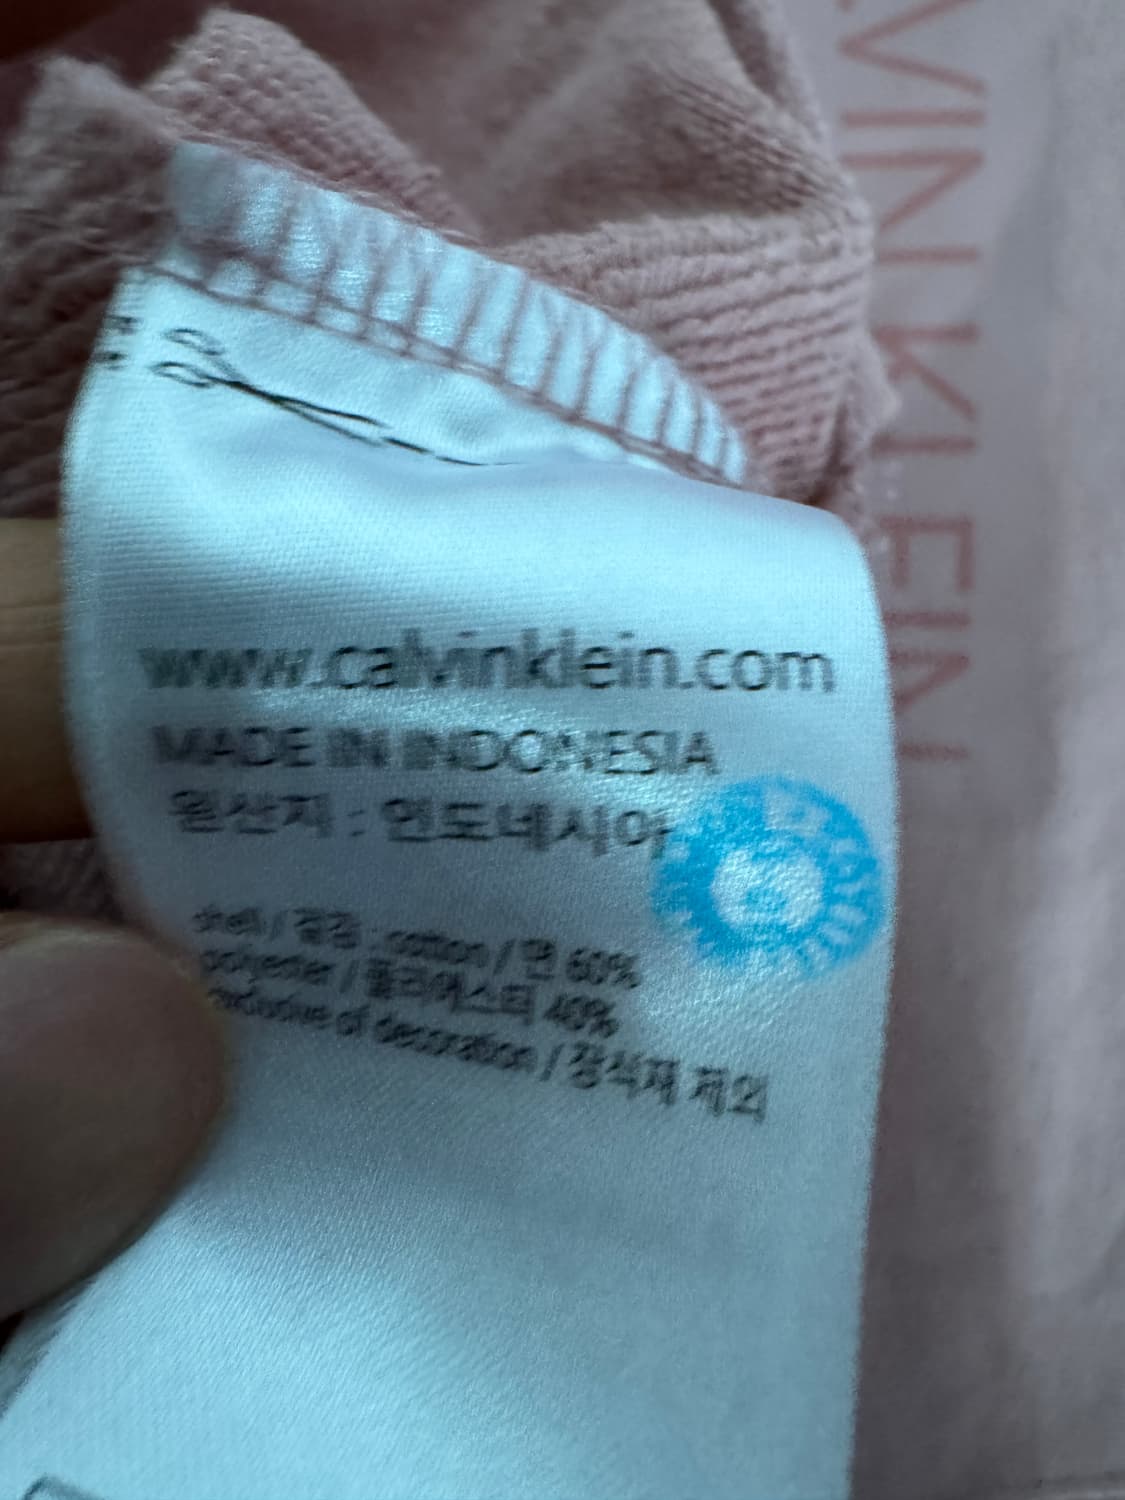 www.calvinklein.com
MADE IN INDONESIA
원산지 : 인도네시아
shell / 겉감 : cotton / 면 60%
polyester / 폴리에스터 40%
exclusive of decoration / 장식재 제외
VIN KLEIN